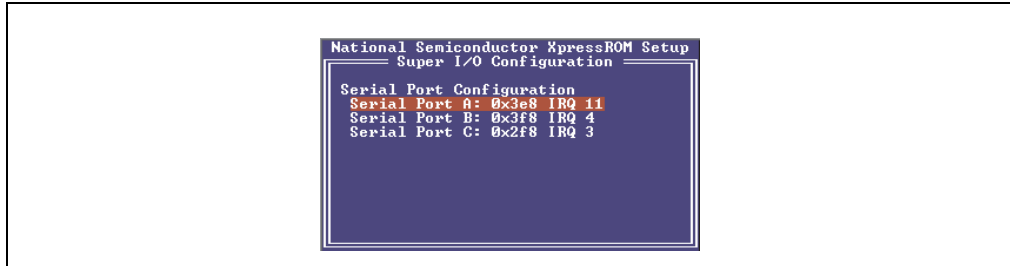 National Semiconductor XpressROM Setup
Super I/O Configuration
Serial Port Configuration
Serial Port A: 0x3e8 IRQ 11
Serial Port B: 0x3f8 IRQ 4
Serial Port C: 0x2f8 IRQ 3